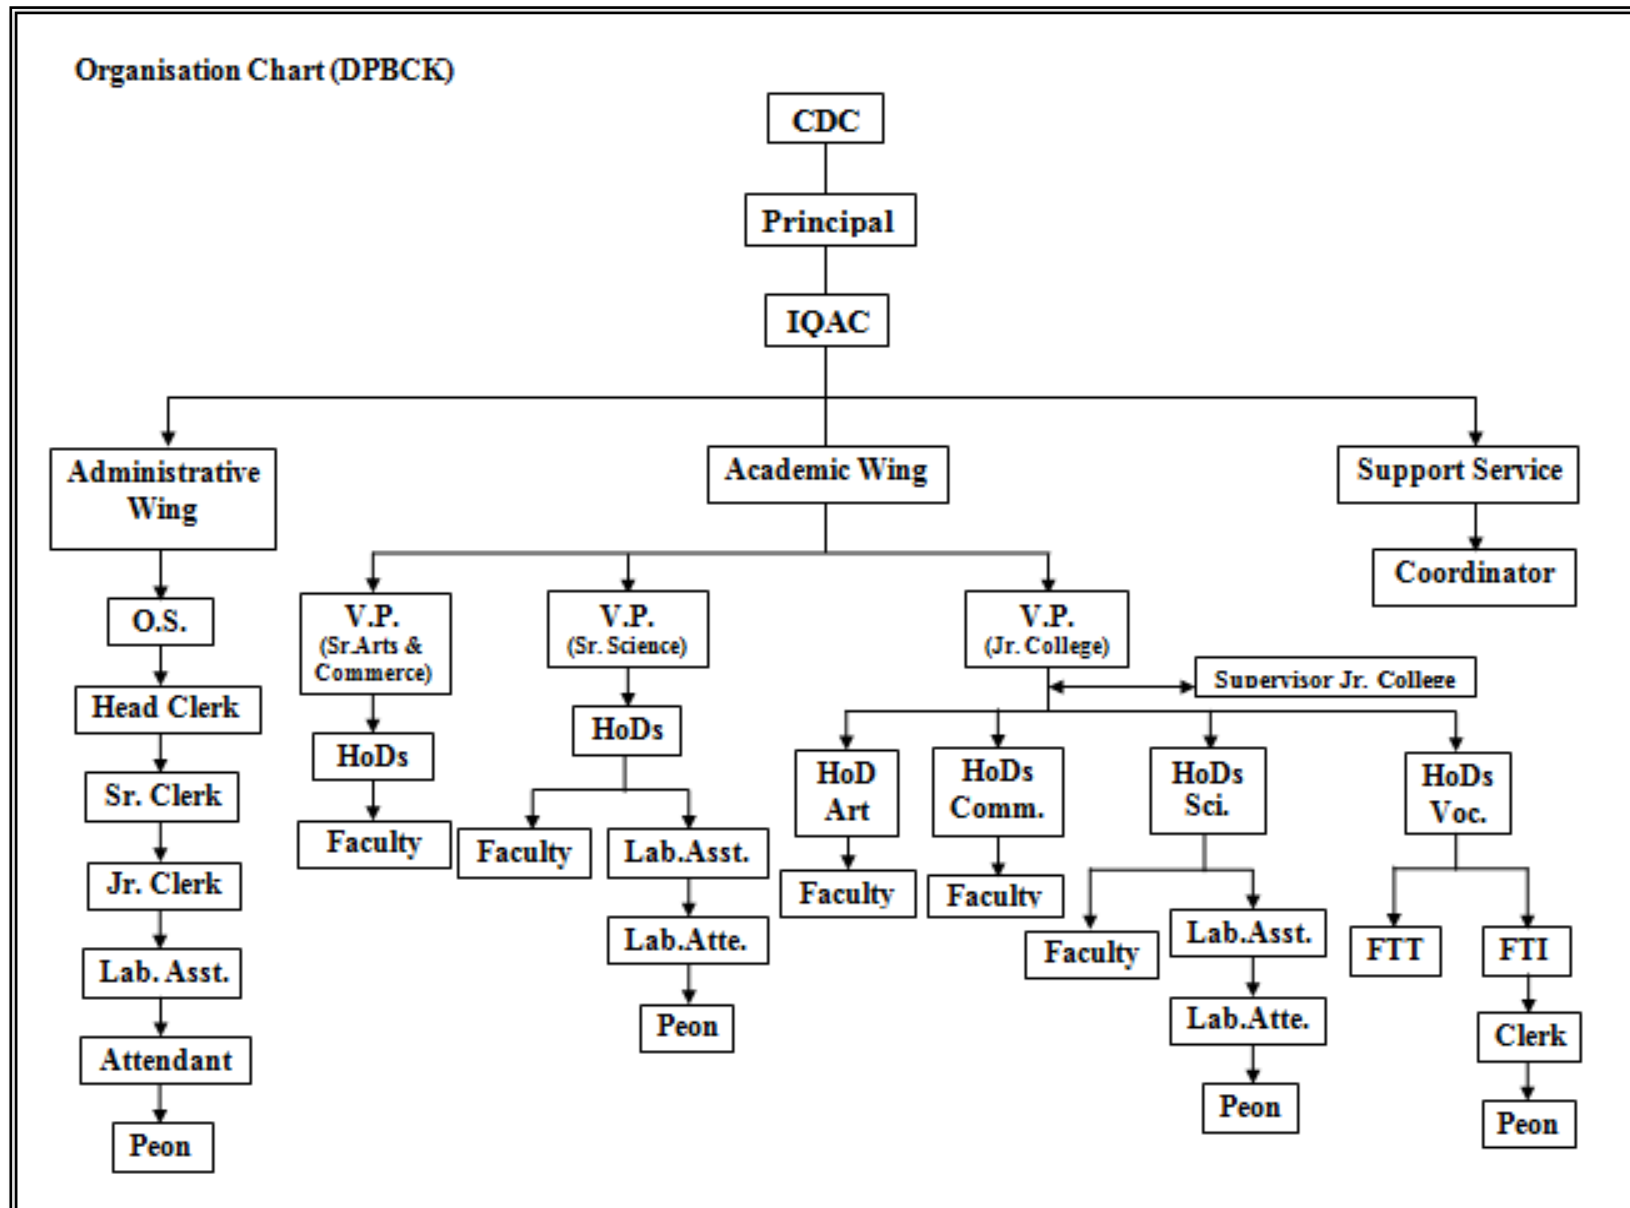 Organisation Chart (DPBCK)
CDC
Principal
IQAC
Administrative
Wing
Academic Wing
Support Service
Coordinator
O.S.
V.P.
(Sr.Arts &
Commerce)
V.P.
(Sr. Science)
V.P.
(Jr. College)
Supervisor Jr. College
Head Clerk
HoDs
HoDs
HoD
Art
HoDs
Comm.
HoDs
Sci.
HoDs
Voc.
Sr. Clerk
Faculty
Faculty
Lab.Asst.
Faculty
Faculty
Jr. Clerk
Lab.Atte.
Faculty
Lab.Asst.
FTT
FTI
Lab. Asst.
Peon
Lab.Atte.
Clerk
Attendant
Peon
Peon
Peon